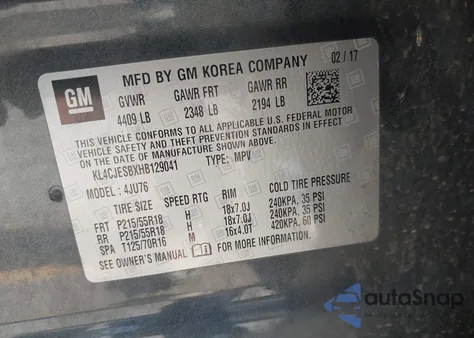 GM
MFD BY GM KOREA COMPANY 02/17
GVWR GAWR FRT GAWR RR
4409 LB 2348 LB 2194 LB
THIS VEHICLE CONFORMS TO ALL APPLICABLE U.S. FEDERAL MOTOR
VEHICLE SAFETY AND THEFT PREVENTION STANDARDS IN
EFFECT ON THE DATE OF MANUFACTURE SHOWN ABOVE.
KL4CJESBXHB129041 TYPE: MPV
MODEL: 4JU76
TIRE SIZE SPEED RTG RIM COLD TIRE PRESSURE
FRT P215/55R18 H 18x7.0J 240KPA, 35 PSI
RR P215/55R18 H 18x7.0J 240KPA, 35 PSI
SPA T125/70R16 M 16x4.0T 420KPA, 60 PSI
SEE OWNER'S MANUAL FOR MORE INFORMATION
autoSnap